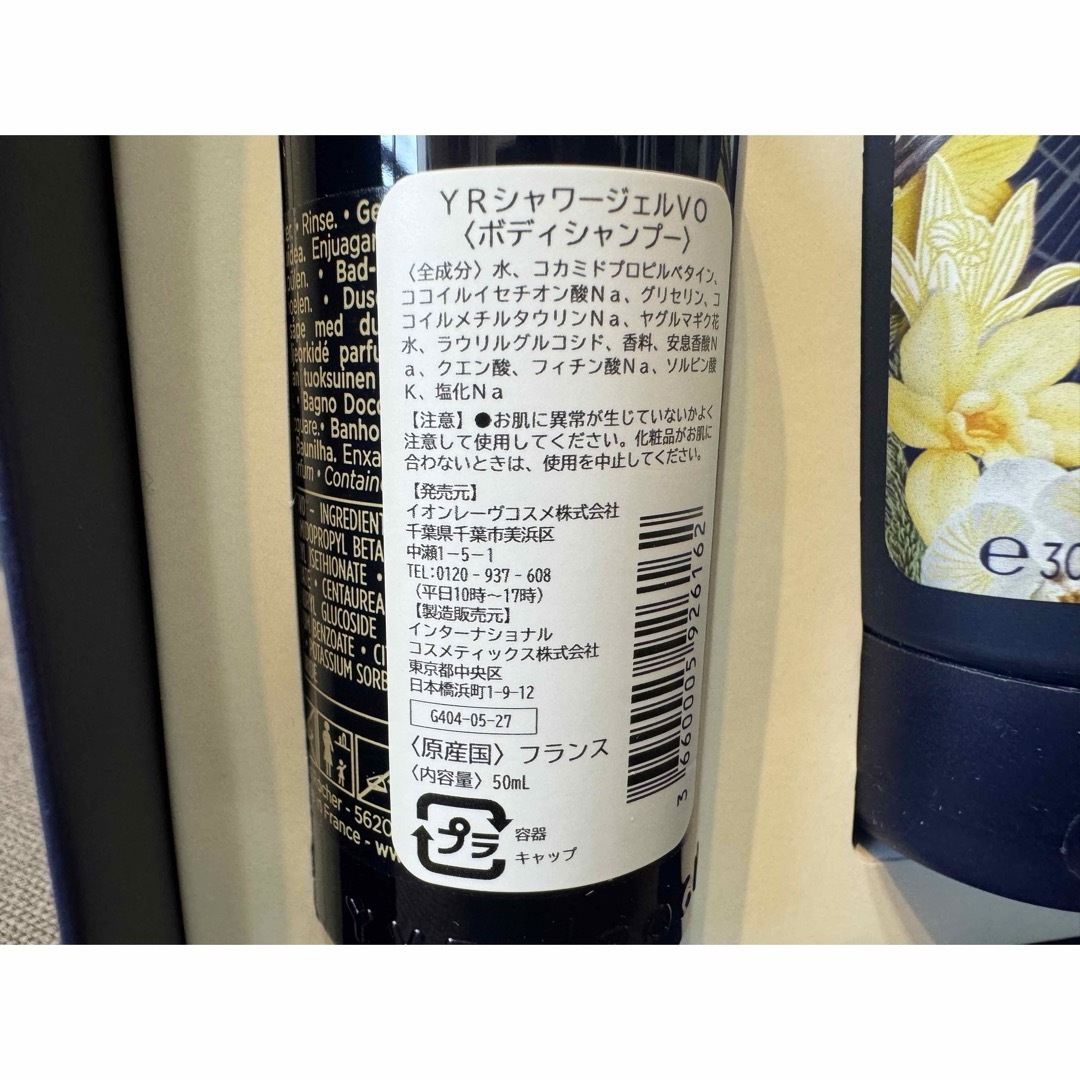 ＹＲシャワージェルＶＯ
〈ボディシャンプー〉
〈全成分〉水、コカミドプロピルベタイン、
ココイルイセチオン酸Ｎａ、グリセリン、コ
コイルメチルタウリンＮａ、ヤグルマギク花
水、ラウリルグルコシド、香料、安息香酸Ｎ
ａ、クエン酸、フィチン酸Ｎａ、ソルビン酸
Ｋ、塩化Ｎａ
【注意】●お肌に異常が生じていないかよく
注意して使用してください。化粧品がお肌に
合わないときは、使用を中止してください。
【発売元】
イオンレーヴコスメ株式会社
千葉県千葉市美浜区
中瀬1-5-1
TEL:0120-937-608
（平日10時～17時）
【製造販売元】
インターナショナル
コスメティックス株式会社
東京都中央区
日本橋浜町1-9-12
G404-05-27
〈原産国〉フランス
〈内容量〉50mL
プラ
容器
キャップ
3660005926162
• Rinse. • Ge
Enjuagar
• Bad-
• Dus
med du
parf
tuoksuinen
• Bagno Doc
• Banho
Baunilha. Enxa
• Contain
- INGREDIENT
BETA
ISETHIONATE •
• CENTAUREA
GLUCOSIDE
BENZOATE • CI
POTASSIUM SORB
- 5620
France - ww
e 30